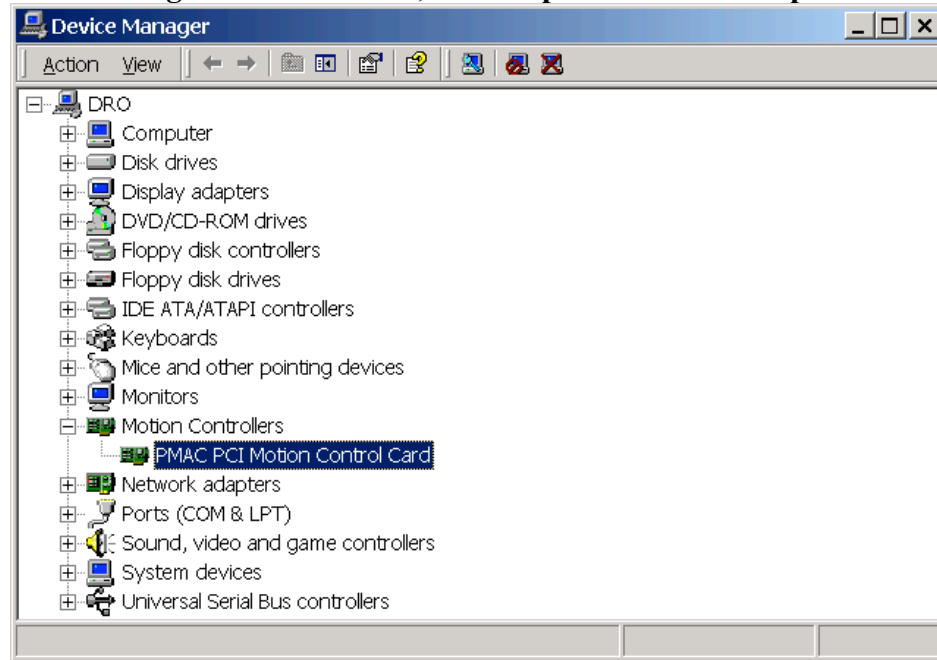 Device Manager
Action View
DRO
Computer
Disk drives
Display adapters
DVD/CD-ROM drives
Floppy disk controllers
Floppy disk drives
IDE ATA/ATAPI controllers
Keyboards
Mice and other pointing devices
Monitors
Motion Controllers
PMAC PCI Motion Control Card
Network adapters
Ports (COM & LPT)
Sound, video and game controllers
System devices
Universal Serial Bus controllers